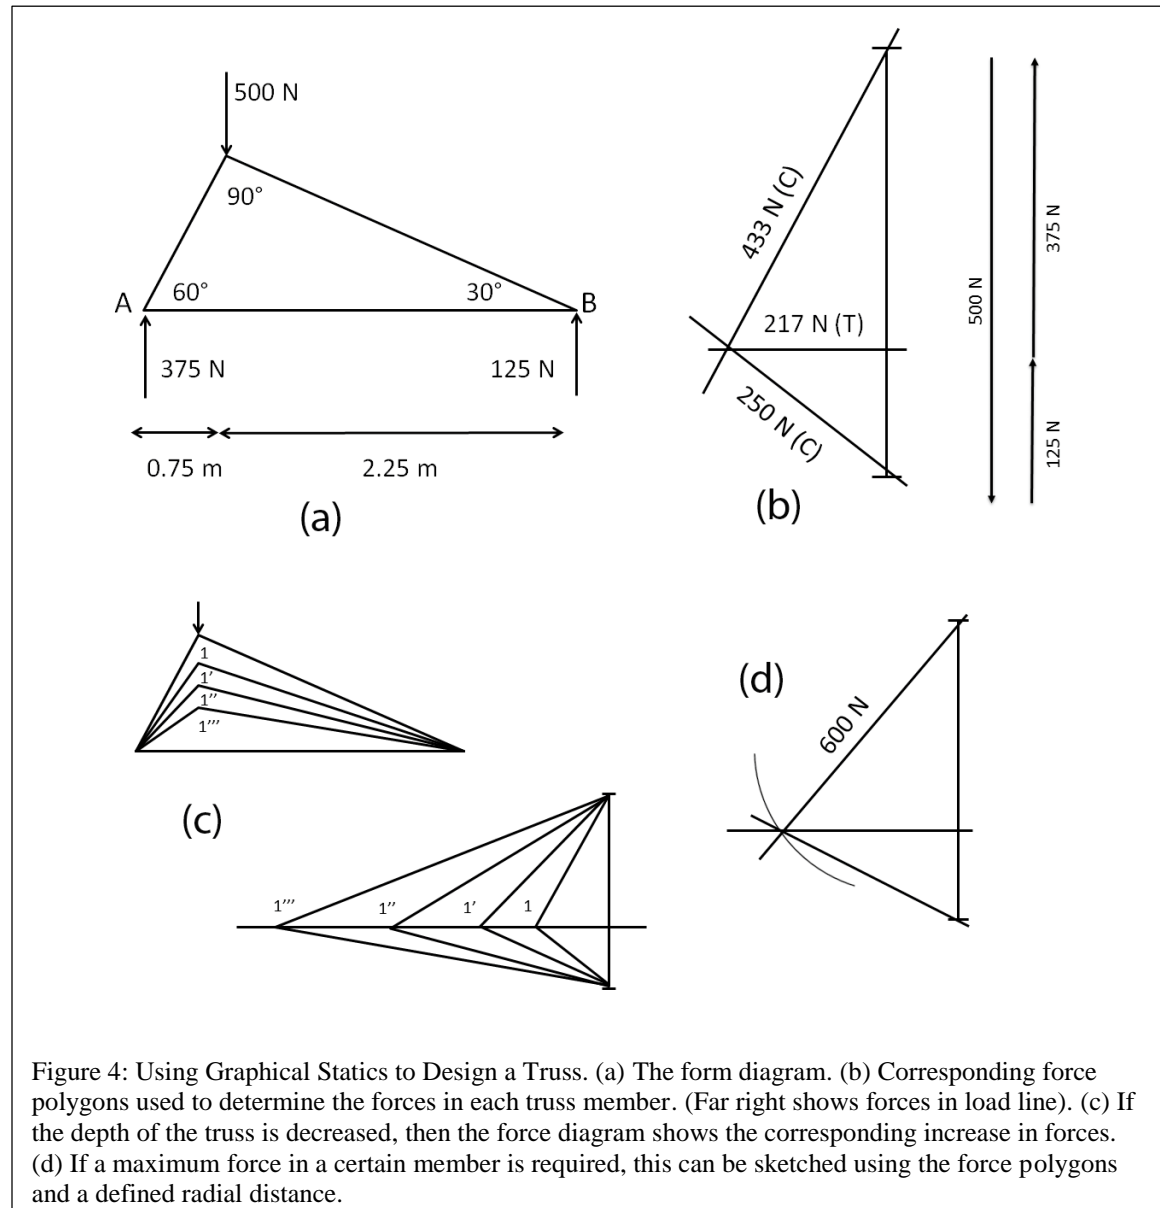 500 N
90°
A
60°
30°
B
375 N
125 N
0.75 m
2.25 m
(a)
433 N (C)
217 N (T)
250 N (C)
(b)
500 N
375 N
125 N
1
1'
1''
1'''
(c)
1'''
1''
1'
1
(d)
600 N
Figure 4: Using Graphical Statics to Design a Truss. (a) The form diagram. (b) Corresponding force
polygons used to determine the forces in each truss member. (Far right shows forces in load line). (c) If
the depth of the truss is decreased, then the force diagram shows the corresponding increase in forces.
(d) If a maximum force in a certain member is required, this can be sketched using the force polygons
and a defined radial distance.